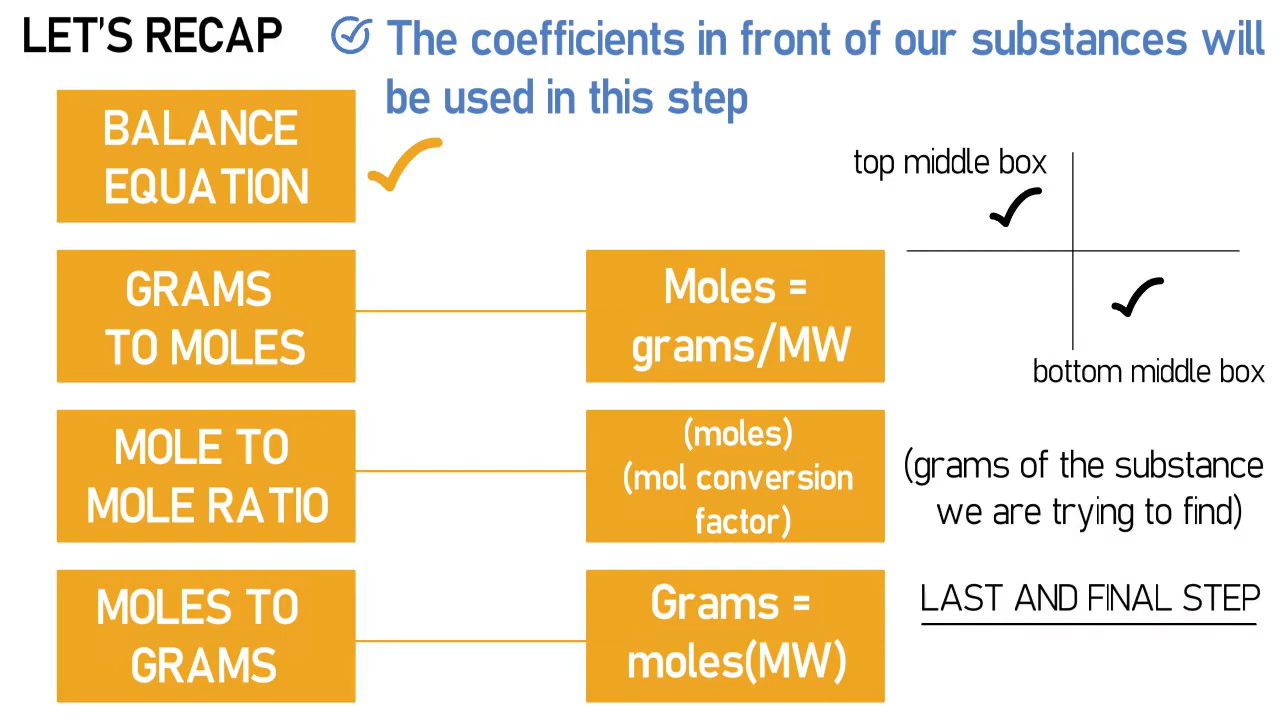 LET'S RECAP
The coefficients in front of our substances will
be used in this step
BALANCE
EQUATION
top middle box
bottom middle box
GRAMS
TO MOLES
Moles =
grams/MW
MOLE TO
MOLE RATIO
(moles)
(mol conversion
factor)
(grams of the substance
we are trying to find)
MOLES TO
GRAMS
Grams =
moles(MW)
LAST AND FINAL STEP